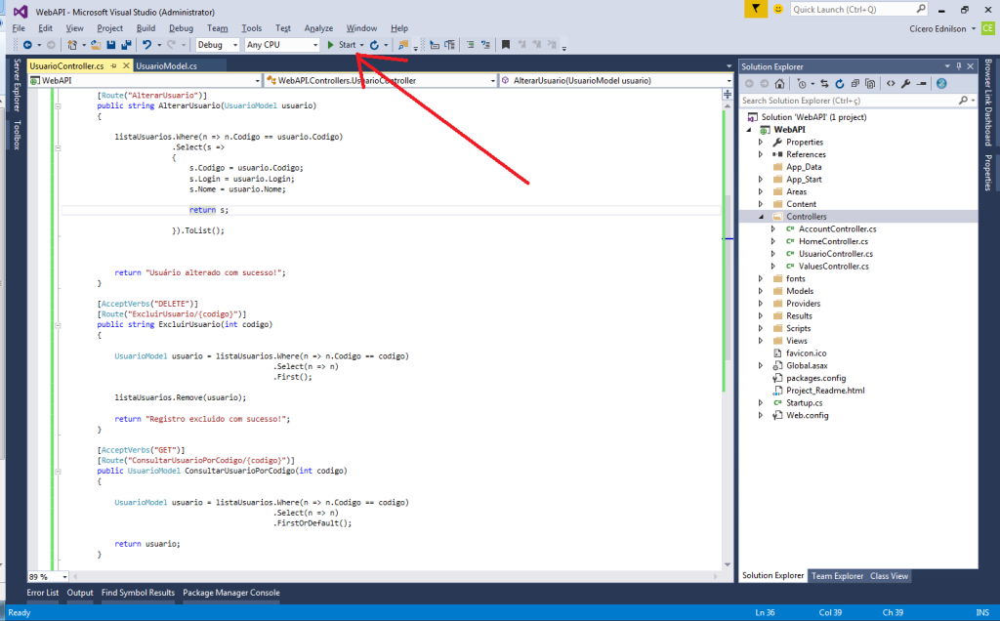 WebAPI - Microsoft Visual Studio (Administrator)
Quick Launch (Ctrl+Q)
File Edit View Project Build Debug Team Tools Test Analyze Window Help
Cicero Ednilson
CE
Debug
Any CPU
Start
UsuarioController.cs
UsuarioModel.cs
WebAPI
WebAPI.Controllers.UsuarioController
AlterarUsuario(UsuarioModel usuario)
Server Explorer
Toolbox
[Route("AlterarUsuario")]
public string AlterarUsuario(UsuarioModel usuario)
{
listaUsuarios.Where(n => n.Codigo == usuario.Codigo)
.Select(s =>
{
s.Codigo = usuario.Codigo;
s.Login = usuario.Login;
s.Nome = usuario.Nome;
return s;
}).ToList();
return "Usuário alterado com sucesso!";
}
[AcceptVerbs("DELETE")]
[Route("ExcluirUsuario/{codigo}")]
public string ExcluirUsuario(int codigo)
{
UsuarioModel usuario = listaUsuarios.Where(n => n.Codigo == codigo)
.Select(n => n)
.First();
listaUsuarios.Remove(usuario);
return "Registro excluido com sucesso!";
}
[AcceptVerbs("GET")]
[Route("ConsultarUsuarioPorCodigo/{codigo}")]
public UsuarioModel ConsultarUsuarioPorCodigo(int codigo)
{
UsuarioModel usuario = listaUsuarios.Where(n => n.Codigo == codigo)
.Select(n => n)
.FirstOrDefault();
return usuario;
}
89 %
Solution Explorer
Search Solution Explorer (Ctrl+ç)
Solution 'WebAPI' (1 project)
WebAPI
Properties
References
App_Data
App_Start
Areas
Content
Controllers
C# AccountController.cs
C# HomeController.cs
C# UsuarioController.cs
C# ValuesController.cs
fonts
Models
Providers
Results
Scripts
Views
favicon.ico
Global.asax
packages.config
Project_Readme.html
C# Startup.cs
Web.config
Solution Explorer Team Explorer Class View
Browser Link Dashboard
Properties
Error List Output Find Symbol Results Package Manager Console
Ready
Ln 36
Col 39
Ch 39
INS